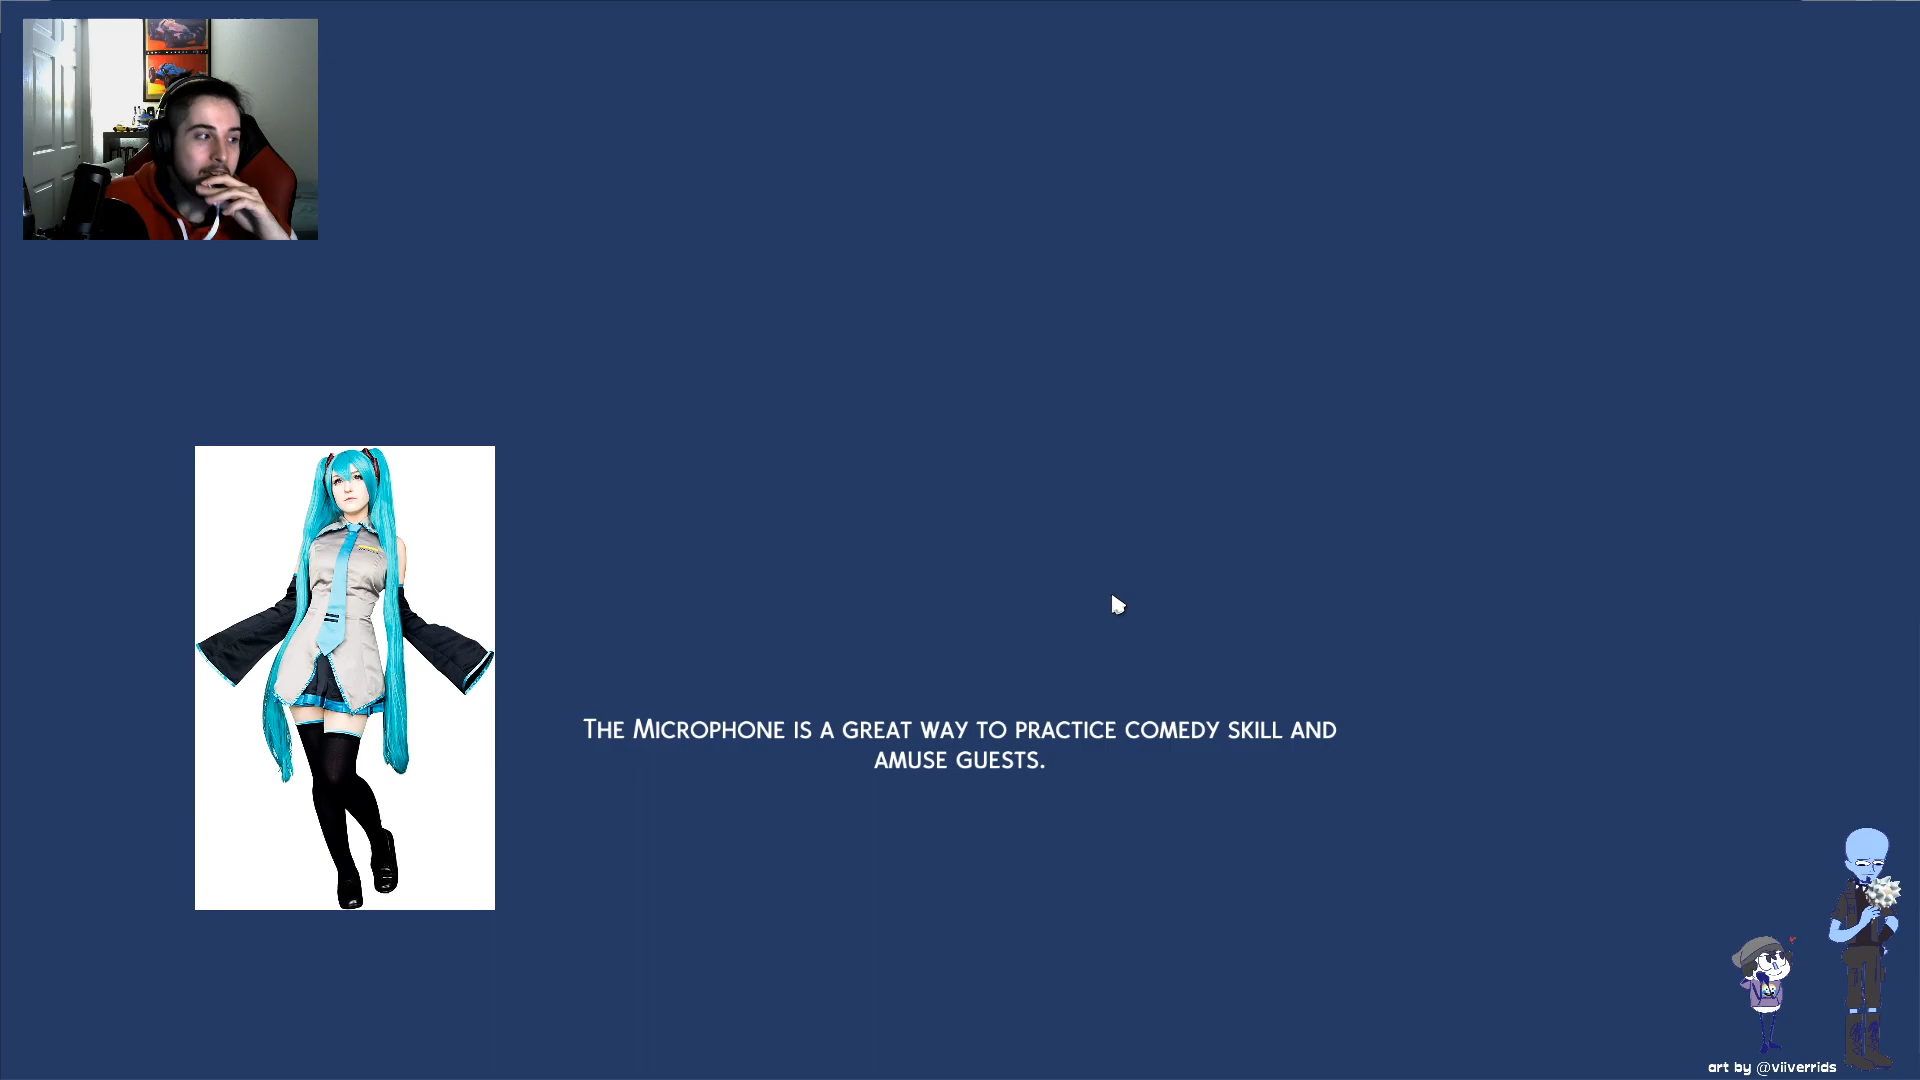 The Microphone is a great way to practice comedy skill and
amuse guests.
art by @viiverrids